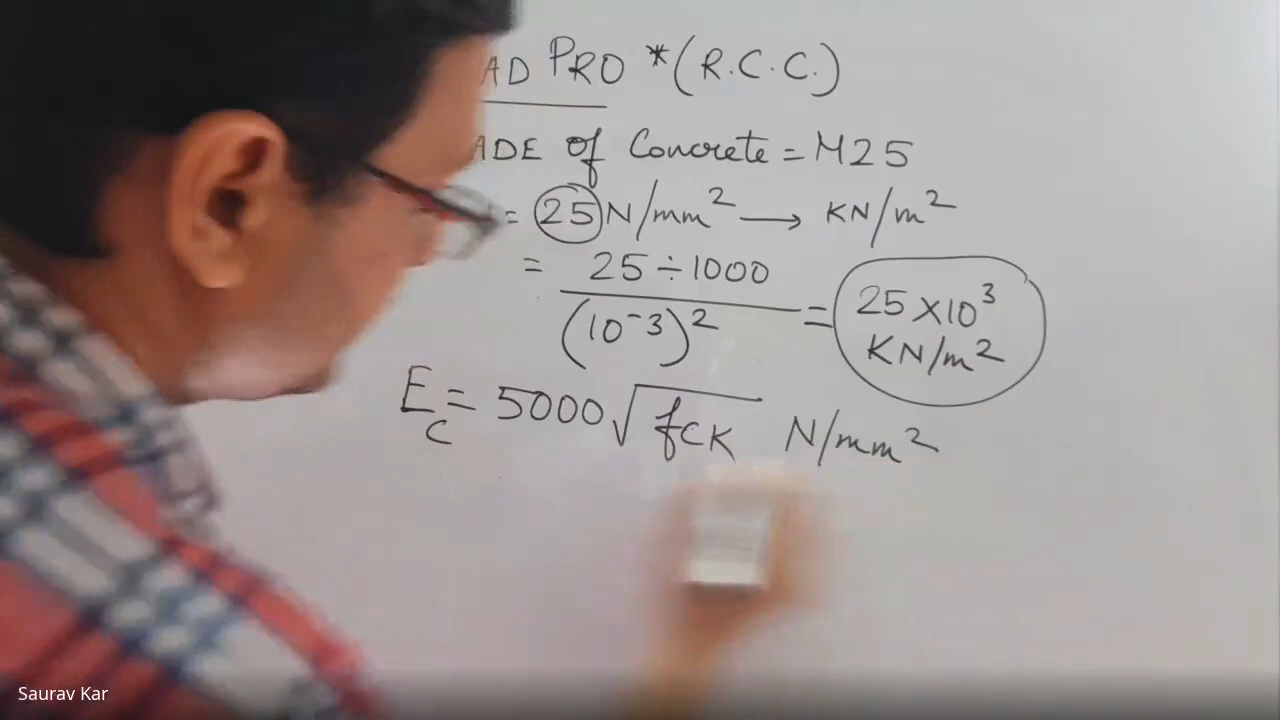 AD PRO *(R.C.C.)
ADE of Concrete = M25
= 25 N/mm² → KN/m²
= 25 ÷ 1000 / (10⁻³)² = 25 × 10³ KN/m²
Ec = 5000√fck N/mm²
Saurav Kar